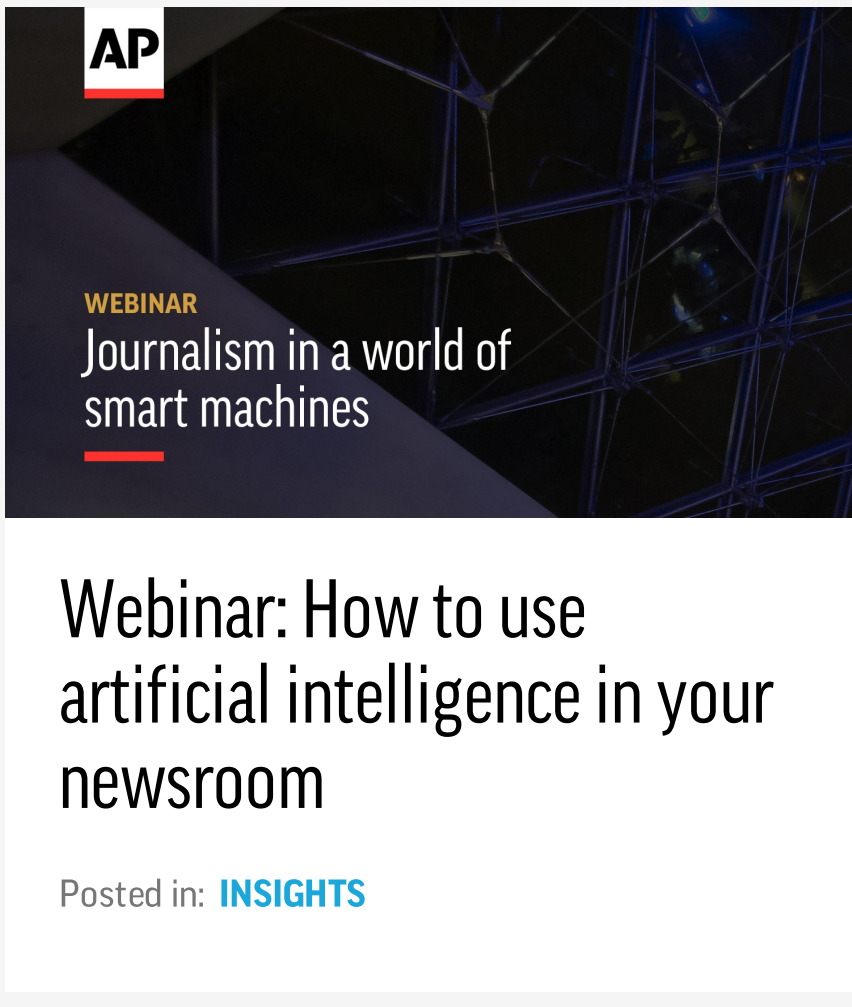 AP
WEBINAR
Journalism in a world of
smart machines
Webinar: How to use
artificial intelligence in your
newsroom
Posted in: INSIGHTS